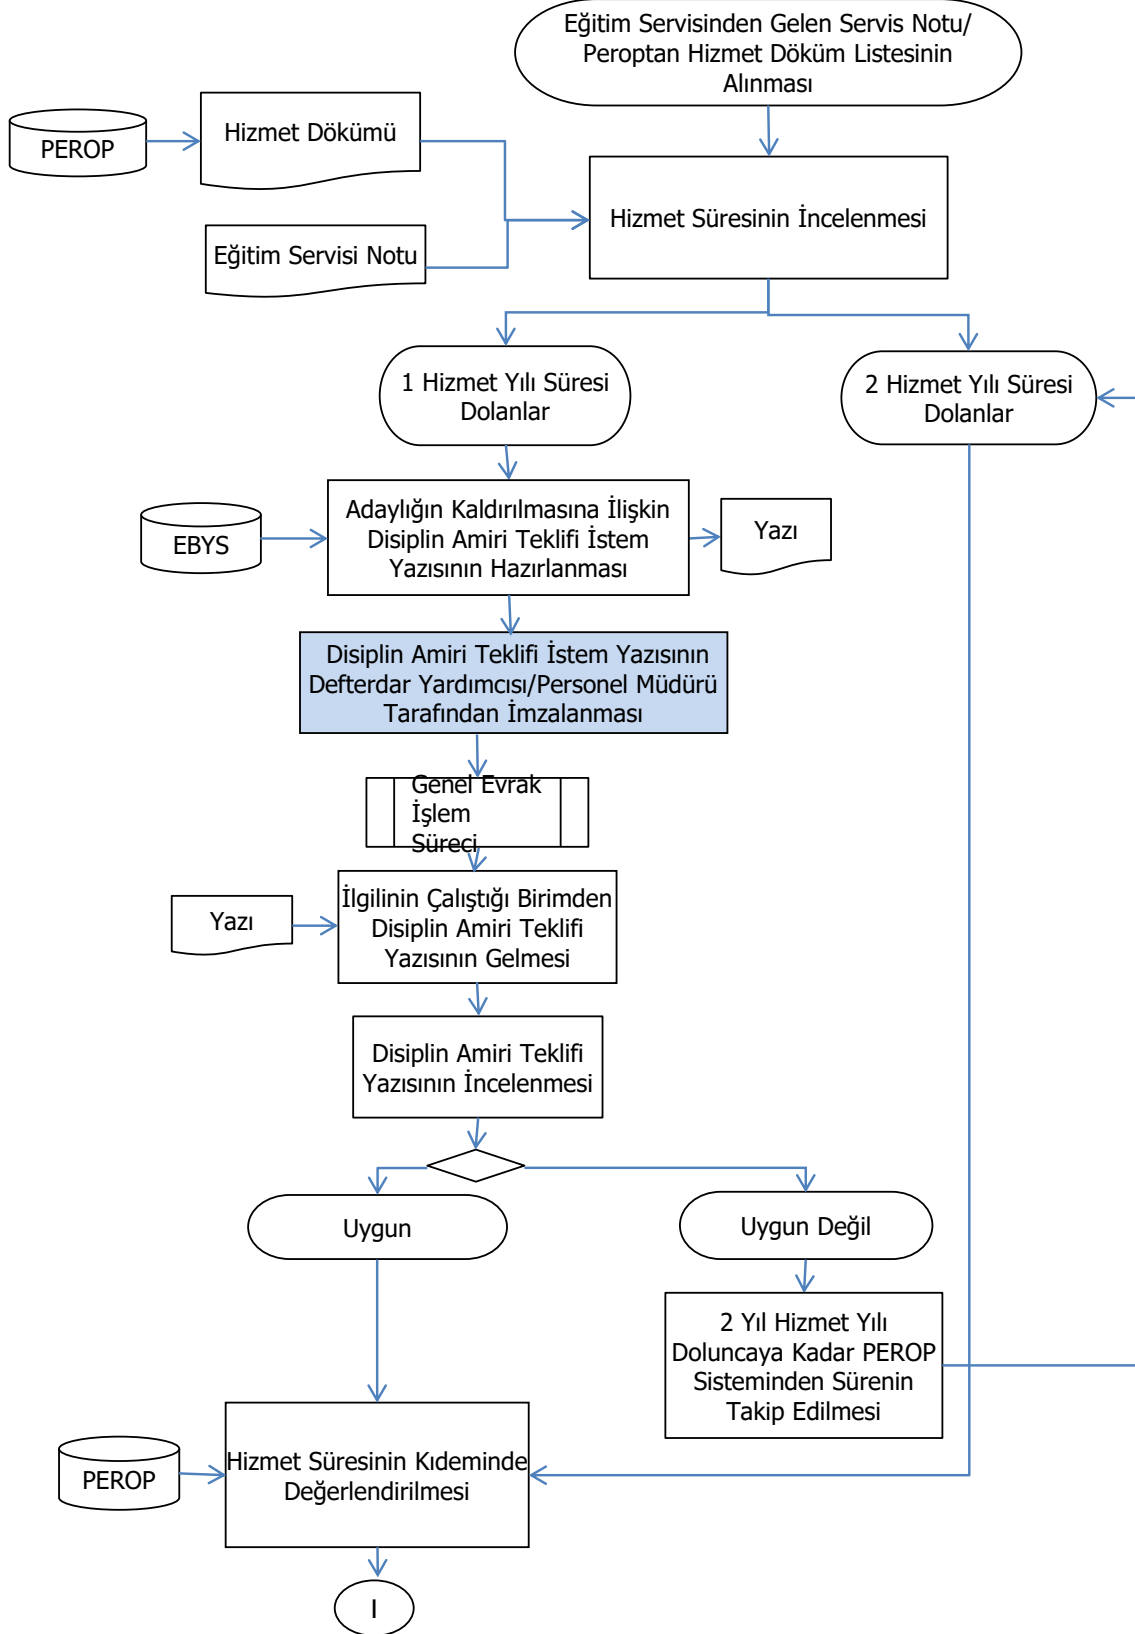 Eğitim Servisinden Gelen Servis Notu/
Peroptan Hizmet Döküm Listesinin
Alınması
PEROP
Hizmet Dökümü
Hizmet Süresinin İncelenmesi
Eğitim Servisi Notu
1 Hizmet Yılı Süresi
Dolanlar
2 Hizmet Yılı Süresi
Dolanlar
EBYS
Adaylığın Kaldırılmasına İlişkin
Disiplin Amiri Teklifi İstem
Yazısının Hazırlanması
Yazı
Disiplin Amiri Teklifi İstem Yazısının
Defterdar Yardımcısı/Personel Müdürü
Tarafından İmzalanması
Genel Evrak
İşlem
Süreci
Yazı
İlgilinin Çalıştığı Birimden
Disiplin Amiri Teklifi
Yazısının Gelmesi
Disiplin Amiri Teklifi
Yazısının İncelenmesi
Uygun
Uygun Değil
2 Yıl Hizmet Yılı
Doluncaya Kadar PEROP
Sisteminden Sürenin
Takip Edilmesi
PEROP
Hizmet Süresinin Kıdeminde
Değerlendirilmesi
I